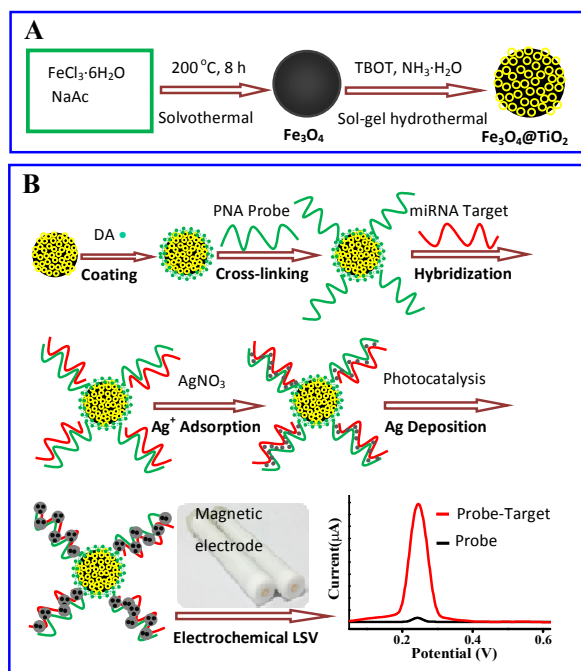 A
FeCl₃·6H₂O
NaAc
200 °C, 8 h
Solvothermal
Fe₃O₄
TBOT, NH₃·H₂O
Sol-gel hydrothermal
Fe₃O₄@TiO₂
B
DA
Coating
PNA Probe
Cross-linking
miRNA Target
Hybridization
AgNO₃
Ag⁺ Adsorption
Photocatalysis
Ag Deposition
Magnetic
electrode
Electrochemical LSV
Current(μA)
Probe-Target
Probe
0.2 0.4 0.6
Potential (V)